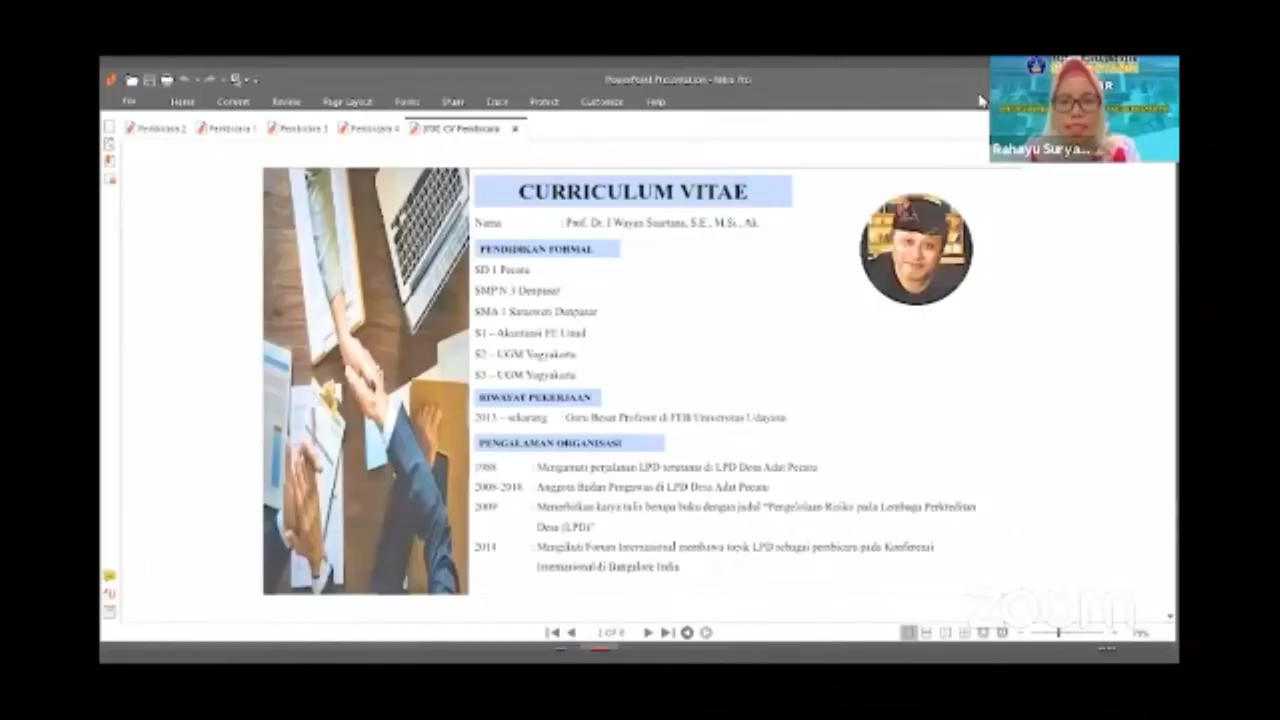 PowerPoint Presentation - Nitro Pro
File Home Convert Review Page Layout Forms Share Docs Protect Customize Help
Pembicara 2 Pembicara 1 Pembicara 3 Pembicara 4 CV Pembicara
Rahayu Surya...
CURRICULUM VITAE
Nama : Prof. Dr. I Wayan Suartana, S.E., M.Si., Ak.
PENDIDIKAN FORMAL
SD 1 Pecatu
SMP N 3 Denpasar
SMA 1 Saraswati Denpasar
S1 – Akuntansi FE Unud
S2 – UGM Yogyakarta
S3 – UGM Yogyakarta
RIWAYAT PEKERJAAN
2013 – sekarang : Guru Besar Profesor di FEB Universitas Udayana
PENGALAMAN ORGANISASI
1988 : Mengamati perjalanan LPD terutama di LPD Desa Adat Pecatu
2008-2018 Anggota Badan Pengawas di LPD Desa Adat Pecatu
2009 : Menerbitkan karya tulis berupa buku dengan judul "Pengelolaan Risiko pada Lembaga Perkreditan
Desa (LPD)"
2014 : Mengikuti Forum Internasional membawa topik LPD sebagai pembicara pada Konferensi
Internasional di Bangalore India
zoom